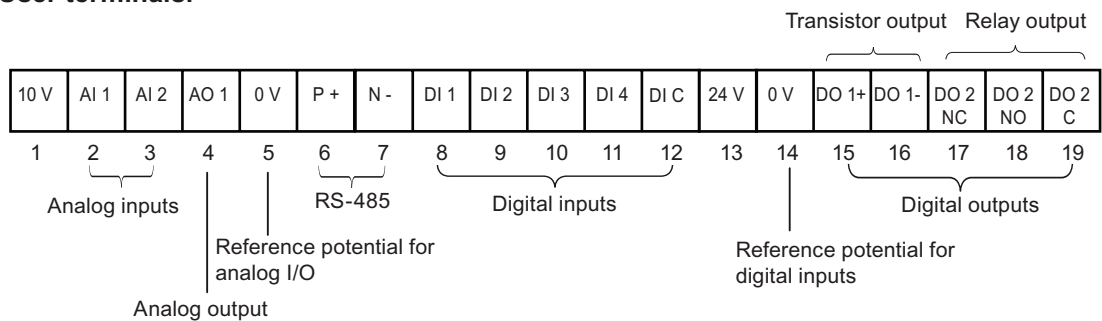 User terminals:
Transistor output Relay output
10 V AI 1 AI 2 AO 1 0 V P + N - DI 1 DI 2 DI 3 DI 4 DI C 24 V 0 V DO 1+ DO 1- DO 2 NC DO 2 NO DO 2 C
1 2 3 4 5 6 7 8 9 10 11 12 13 14 15 16 17 18 19
Analog inputs RS-485 Digital inputs Digital outputs
Reference potential for
analog I/O
Reference potential for
digital inputs
Analog output